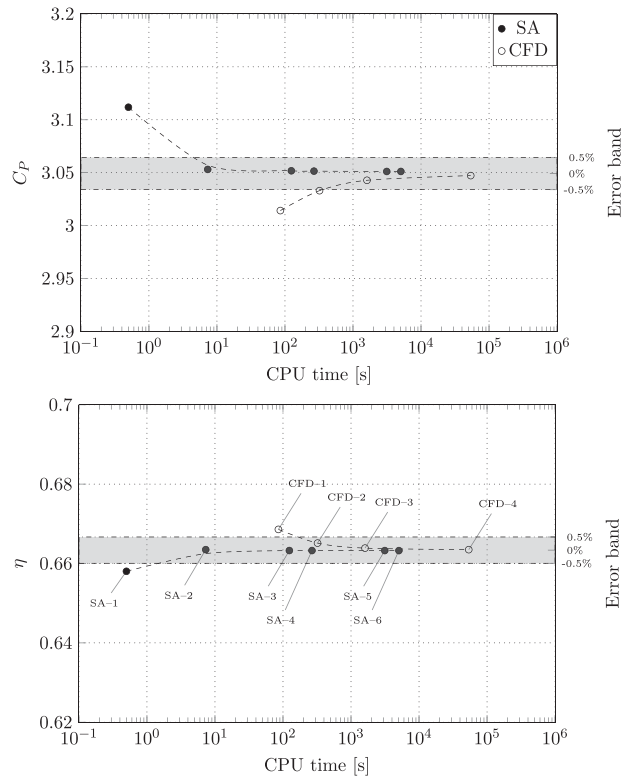 3.2
SA
CFD
3.15
3.1
3.05
3
2.95
2.9
C_P
0.5%
0%
-0.5%
Error band
10^{-1} 10^0 10^1 10^2 10^3 10^4 10^5 10^6
CPU time [s]
0.7
0.68
0.66
0.64
0.62
η
CFD–1
CFD–2
CFD–3
CFD–4
SA–1
SA–2
SA–3
SA–4
SA–5
SA–6
0.5%
0%
-0.5%
Error band
10^{-1} 10^0 10^1 10^2 10^3 10^4 10^5 10^6
CPU time [s]